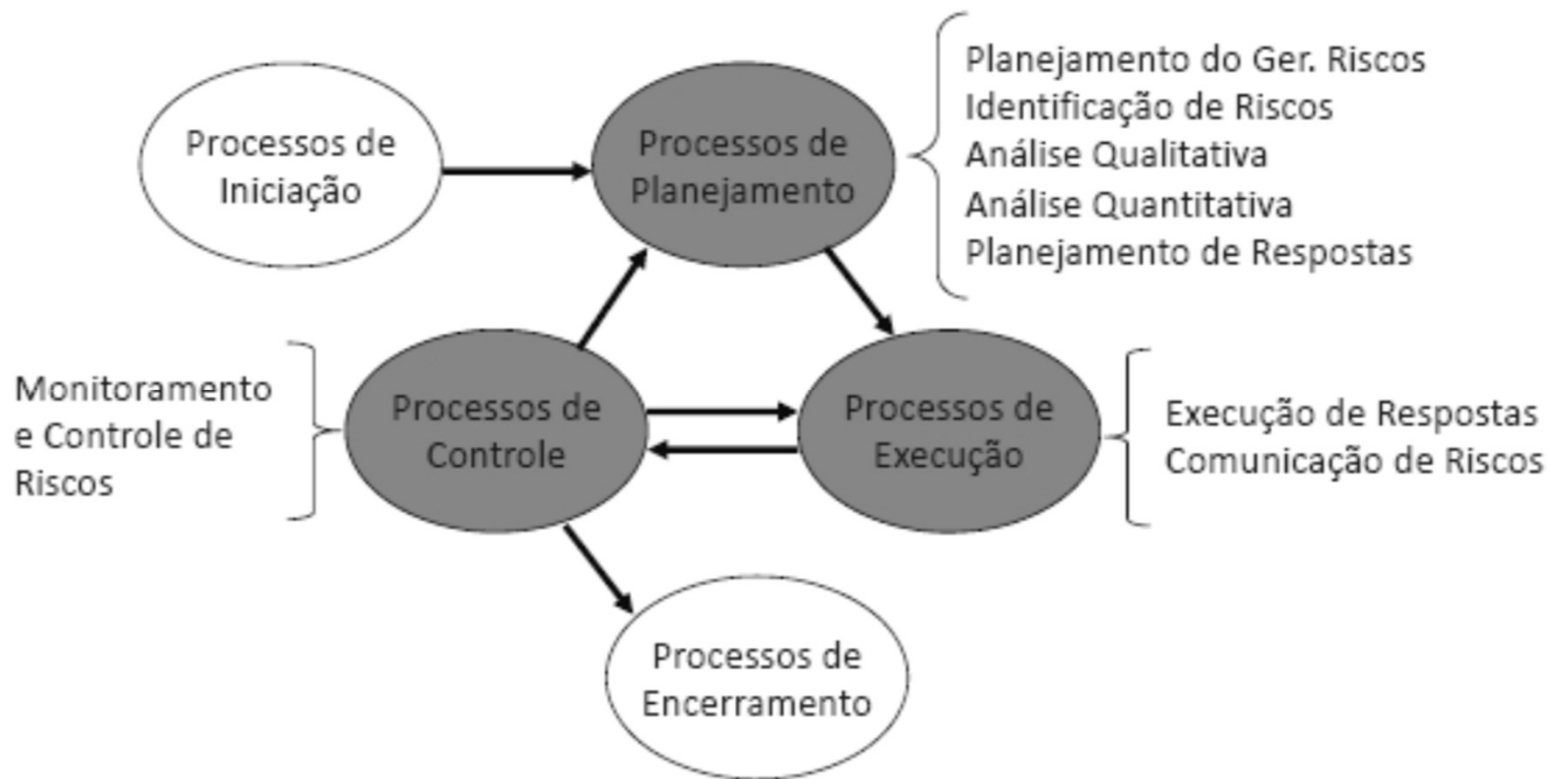 Processos de
Iniciação
Processos de
Planejamento
Planejamento do Ger. Riscos
Identificação de Riscos
Análise Qualitativa
Análise Quantitativa
Planejamento de Respostas
Monitoramento
e Controle de
Riscos
Processos de
Controle
Processos de
Execução
Execução de Respostas
Comunicação de Riscos
Processos de
Encerramento